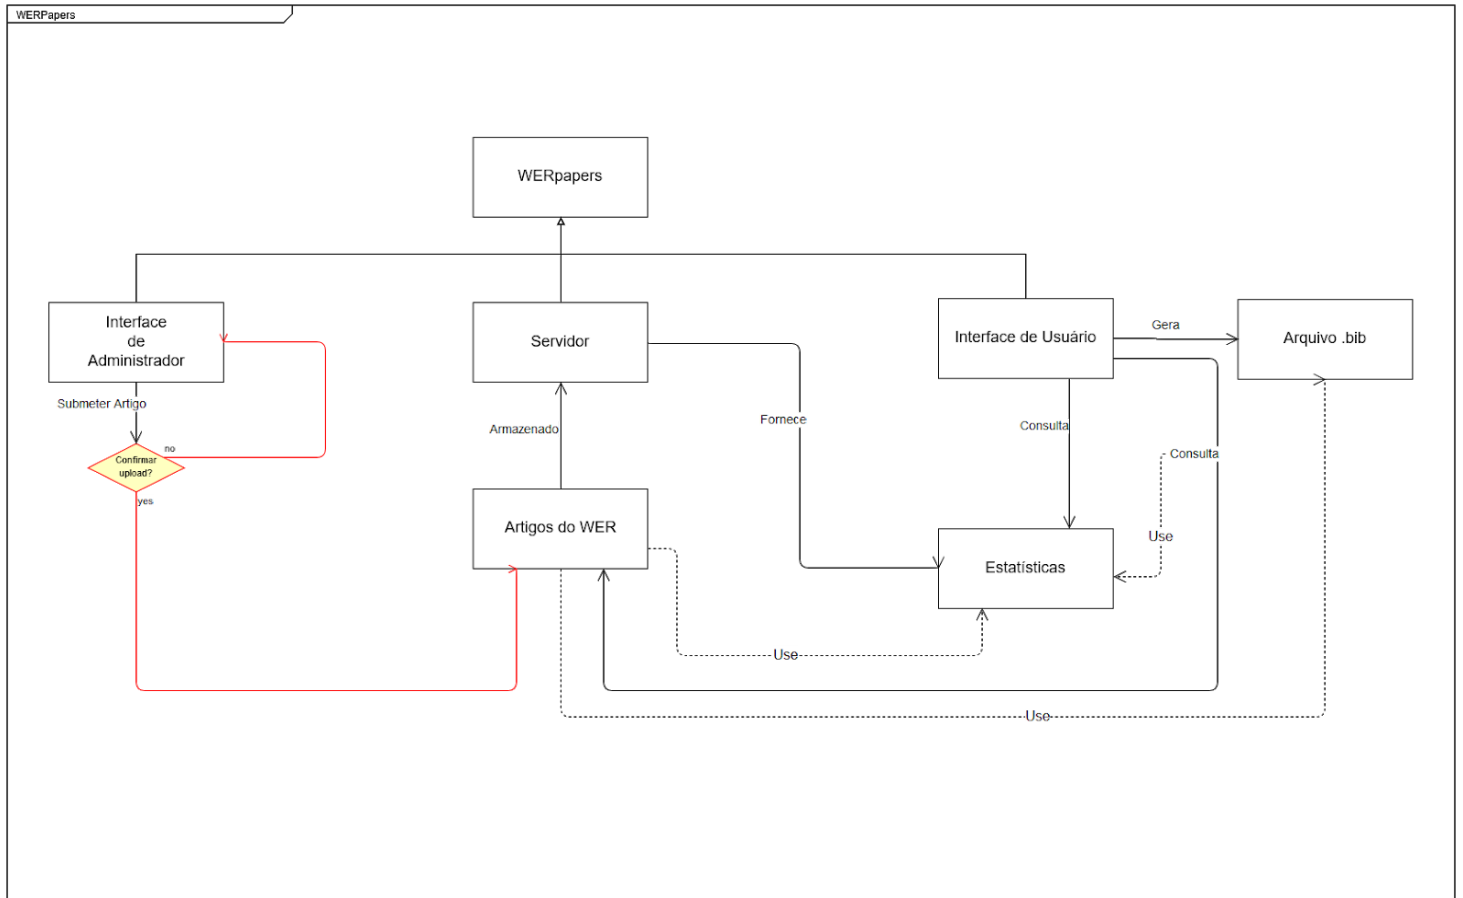 WERPapers
WERpapers
Interface
de
Administrador
Servidor
Interface de Usuário
Gera
Arquivo .bib
Submeter Artigo
no
Confirmar
upload?
yes
Armazenado
Fornece
Consulta
Consulta
Artigos do WER
Use
Estatísticas
Use
Use